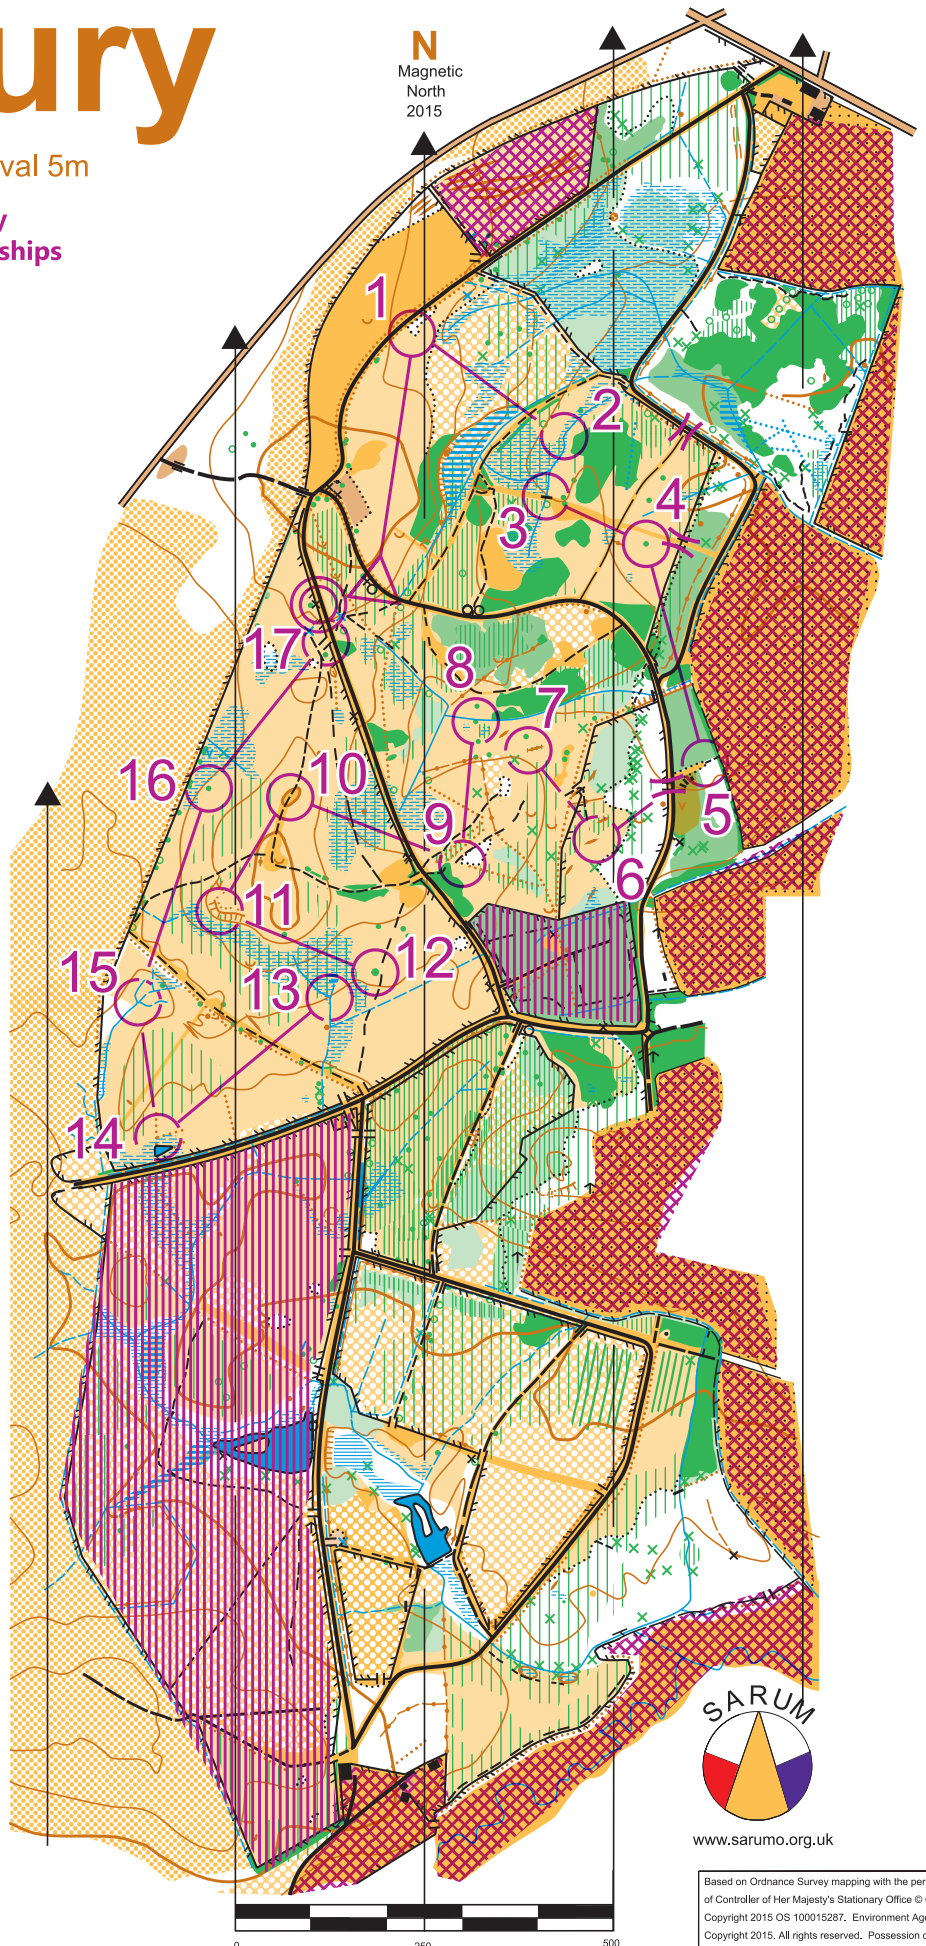 ury
N
Magnetic
North
2015
val 5m
y
ships
1
2
3
4
17
8
7
16
10
9
5
6
11
15
13
12
14
SARUM
www.sarumo.org.uk
Based on Ordnance Survey mapping with the per
of Controller of Her Majesty's Stationary Office ©
Copyright 2015 OS 100015287. Environment Age
Copyright 2015. All rights reserved. Possession o
0 250 500